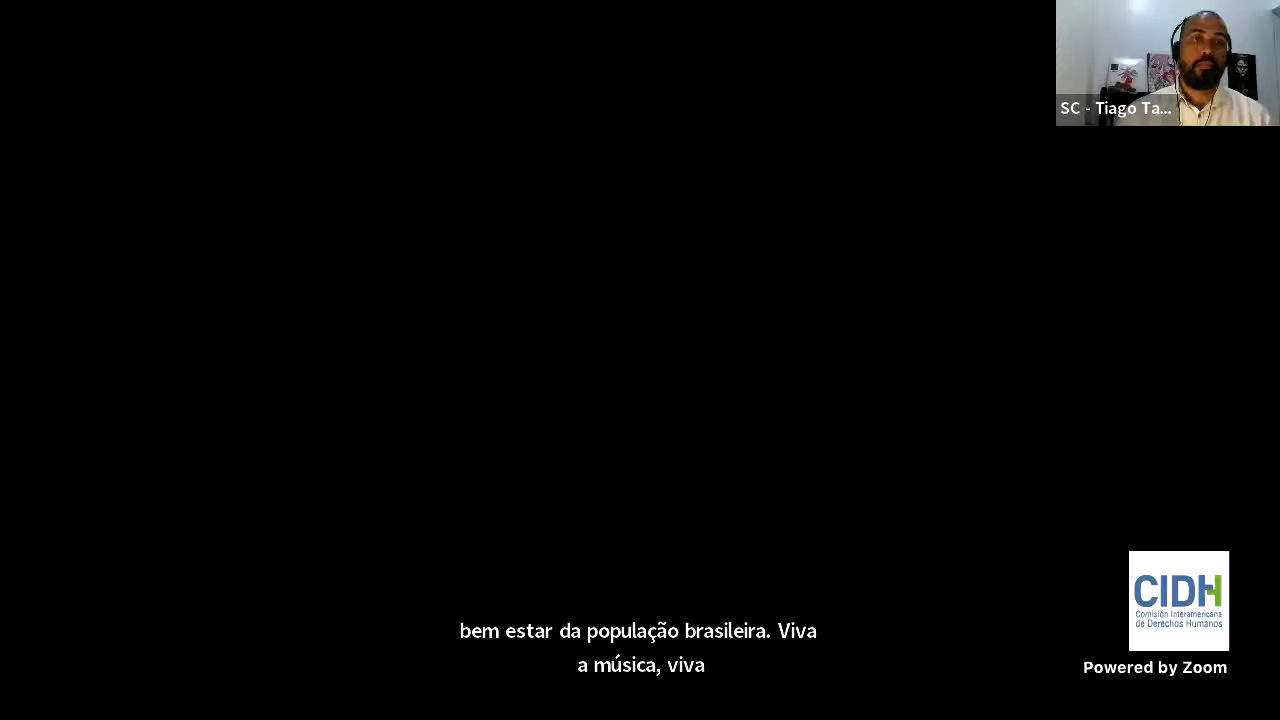 SC - Tiago Ta...
CIDH
Comisión Interamericana
de Derechos Humanos
bem estar da população brasileira. Viva
a música, viva
Powered by Zoom